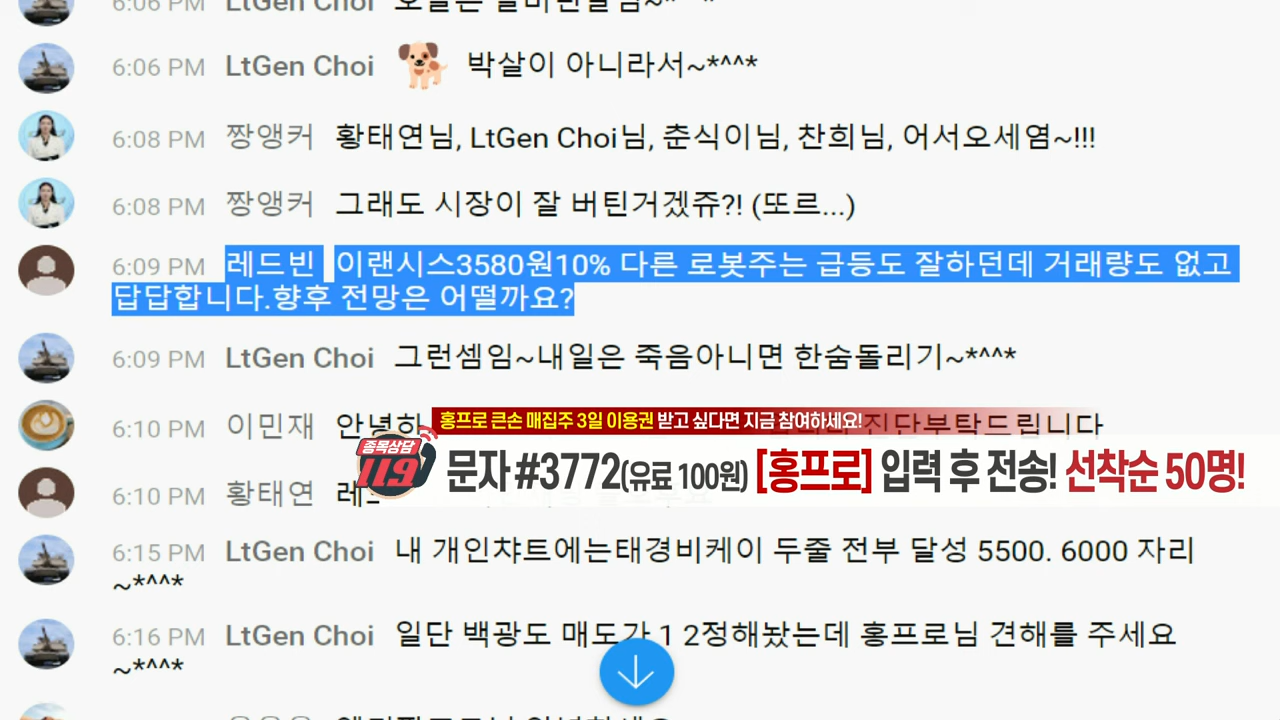 6:06 PM LtGen Choi
6:06 PM LtGen Choi 박살이 아니라서~*^^^*
6:08 PM 짱앵커 황태연님, LtGen Choi님, 춘식이님, 찬희님, 어서오세염~!!!
6:08 PM 짱앵커 그래도 시장이 잘 버틴거겠쥬?! (또르...)
6:09 PM 레드빈 이랜시스3580원10% 다른 로봇주는 급등도 잘하던데 거래량도 없고
답답합니다.향후 전망은 어떨까요?
6:09 PM LtGen Choi 그런셈임~내일은 죽음아니면 한숨돌리기~*^^^*
6:10 PM 이민재 안녕하
진단부탁드립니다
홍프로 큰손 매집주 3일 이용권 받고 싶다면 지금 참여하세요!
종목상담
119
문자 #3772(유료 100원) [홍프로] 입력 후 전송! 선착순 50명!
6:10 PM 황태연
6:15 PM LtGen Choi 내 개인챠트에는태경비케이 두줄 전부 달성 5500. 6000 자리
~*^^^*
6:16 PM LtGen Choi 일단 백광도 매도가 1 2정해놨는데 홍프로님 견해를 주세요
~*^^^*